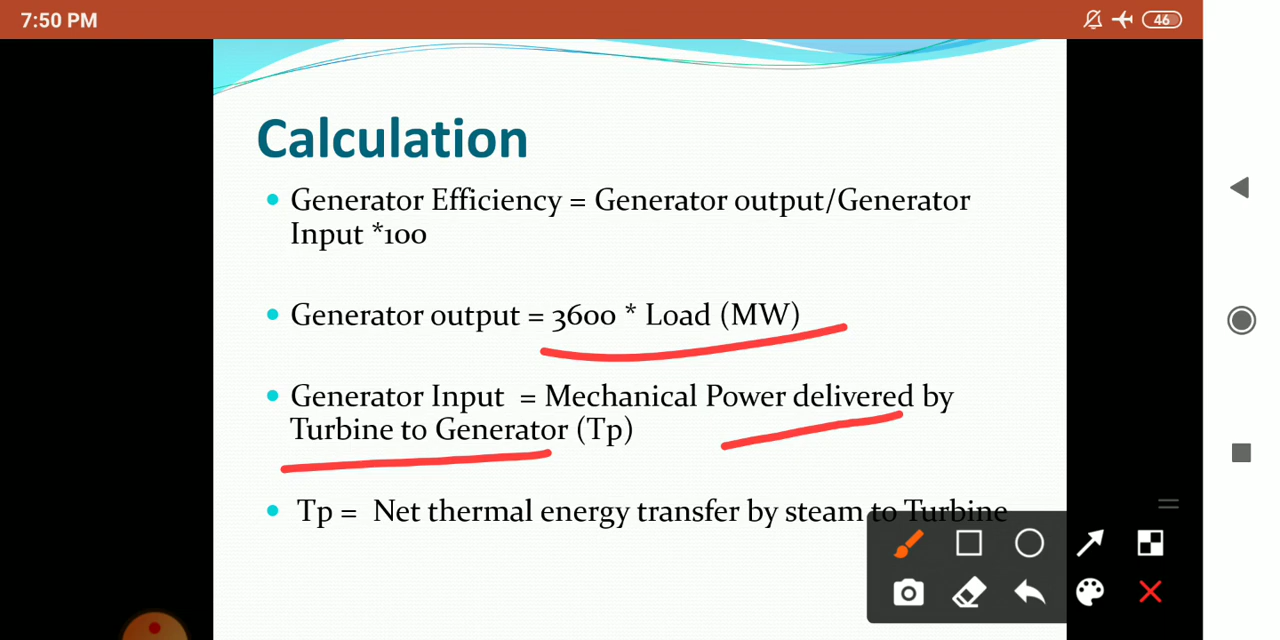 7:50 PM
46
Calculation
Generator Efficiency = Generator output/Generator
Input *100
Generator output = 3600 * Load (MW)
Generator Input = Mechanical Power delivered by
Turbine to Generator (Tp)
Tp = Net thermal energy transfer by steam to Turbine